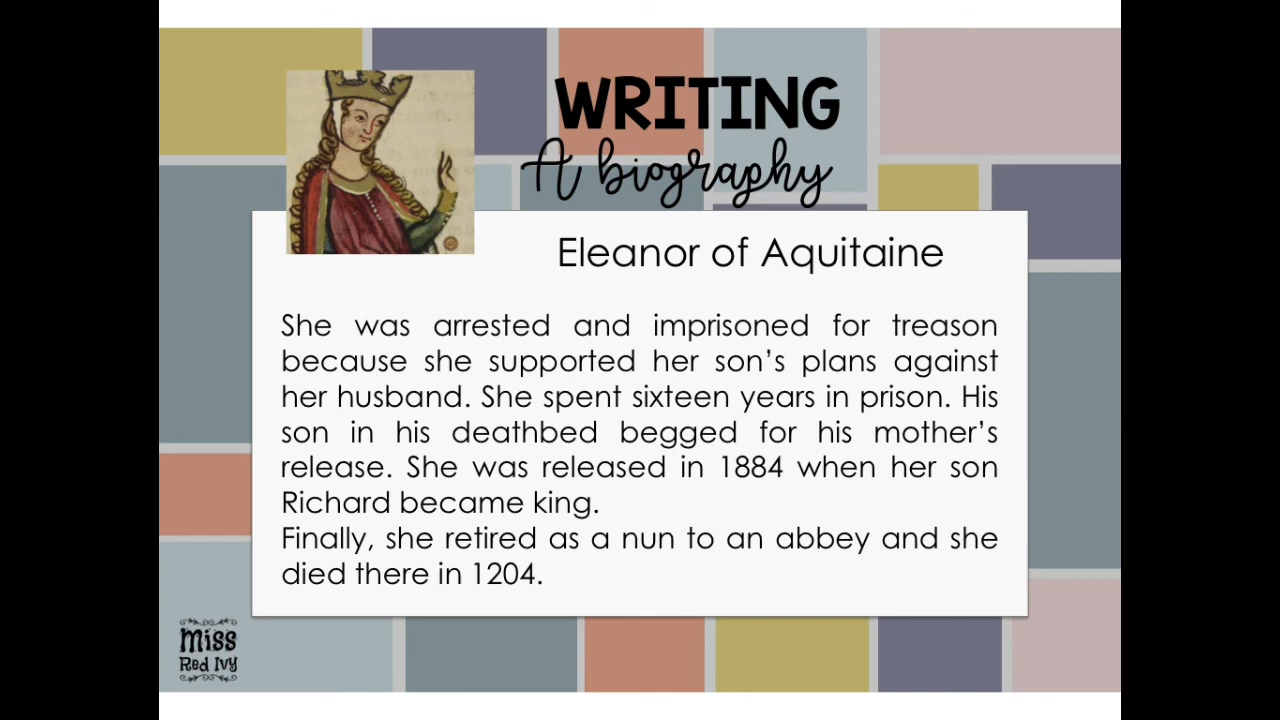 WRITING
A biography
Eleanor of Aquitaine
She was arrested and imprisoned for treason
because she supported her son’s plans against
her husband. She spent sixteen years in prison. His
son in his deathbed begged for his mother’s
release. She was released in 1884 when her son
Richard became king.
Finally, she retired as a nun to an abbey and she
died there in 1204.
Miss
Red Ivy